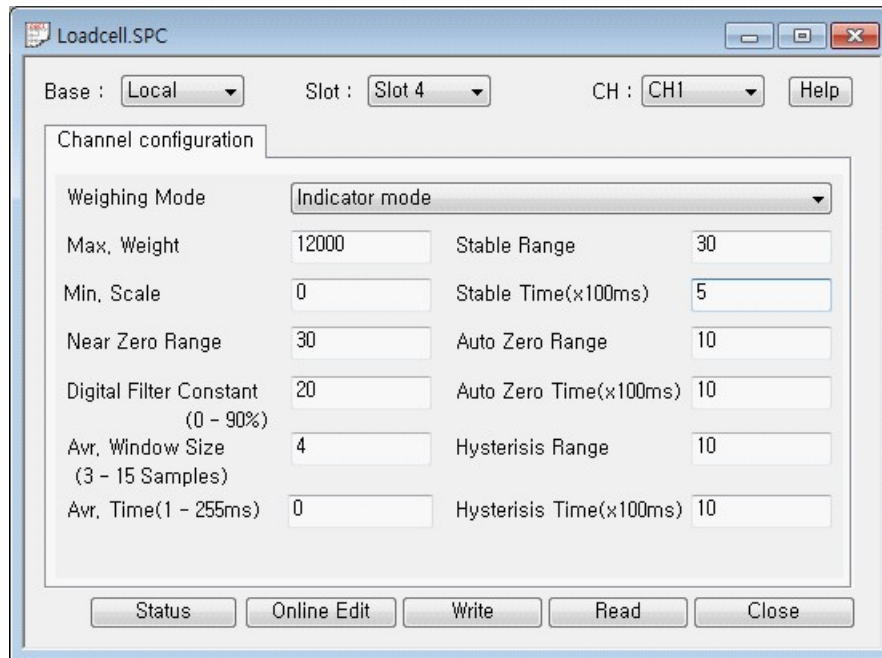 Loadcell.SPC
Base : Local Slot : Slot 4 CH : CH1 Help
Channel configuration
Weighing Mode Indicator mode
Max. Weight 12000 Stable Range 30
Min. Scale 0 Stable Time(x100ms) 5
Near Zero Range 30 Auto Zero Range 10
Digital Filter Constant 20 Auto Zero Time(x100ms) 10
(0 - 90%)
Avr. Window Size 4 Hysterisis Range 10
(3 - 15 Samples)
Avr. Time(1 - 255ms) 0 Hysterisis Time(x100ms) 10
Status Online Edit Write Read Close